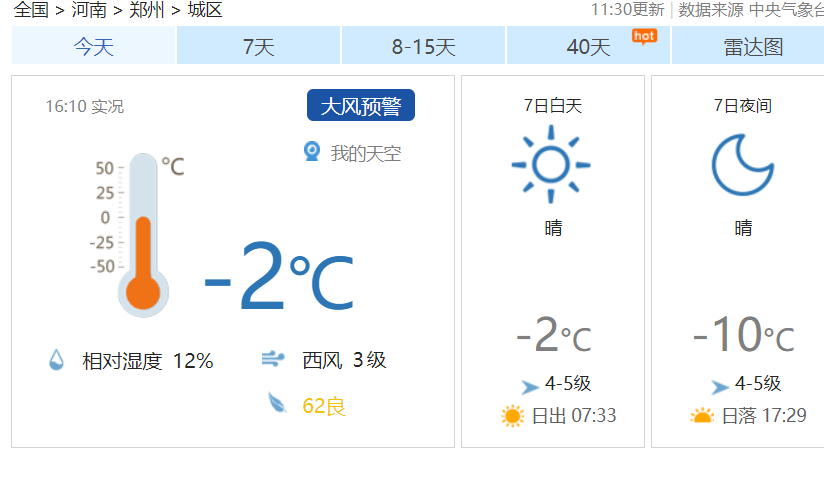 全国 > 河南 > 郑州 > 城区
11:30更新 | 数据来源 中央气象台
今天 7天 8-15天 40天 hot 雷达图
16:10 实况
大风预警
我的天空
℃
50
25
0
-25
-50
-2℃
相对湿度 12% 西风 3级
62良
7日白天
晴
-2℃
4-5级
日出 07:33
7日夜间
晴
-10℃
4-5级
日落 17:29